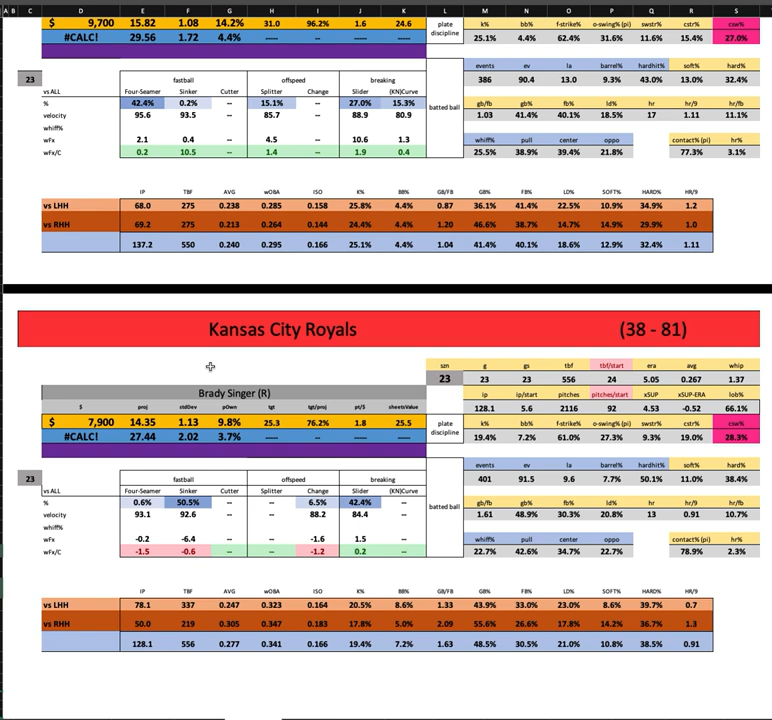 A B C D E F G H I J K L M N O P Q R S
$ 9,700 15.82 1.08 14.2% 31.0 96.2% 1.6 24.6 plate discipline k% bb% f-strike% o-swing% (pi) swstr% cstr% csw%
#CALC! 29.56 1.72 4.4% ----- -- ----- ----- 25.1% 4.4% 62.4% 31.6% 11.6% 15.4% 27.0%
events ev la barrel% hardhit% soft% hard%
23 fastball offspeed breaking 386 90.4 13.0 9.3% 43.0% 13.0% 32.4%
vs ALL Four-Seamer Sinker Cutter Splitter Change Slider (KN)Curve
% 42.4% 0.2% -- 15.1% -- 27.0% 15.3% batted ball gb/fb gb% fb% ld% hr hr/9 hr/fb
velocity 95.6 93.5 -- 85.7 -- 88.9 80.9 1.03 41.4% 40.1% 18.5% 17 1.11 11.1%
whiff%
wFx 2.1 0.4 4.5 10.6 1.3 whiff% pull center oppo contact% (pi) hr%
wFx/C 0.2 10.5 -- 1.4 -- 1.9 0.4 25.5% 38.9% 39.4% 21.8% 77.3% 3.1%
IP TBF AVG wOBA ISO K% BB% GB/FB GB% FB% LD% SOFT% HARD% HR/9
vs LHH 68.0 275 0.238 0.285 0.158 25.8% 4.4% 0.87 36.1% 41.4% 22.5% 10.9% 34.9% 1.2
vs RHH 69.2 275 0.213 0.264 0.144 24.4% 4.4% 1.20 46.6% 38.7% 14.7% 14.9% 29.9% 1.0
137.2 550 0.240 0.295 0.166 25.1% 4.4% 1.04 41.4% 40.1% 18.6% 12.9% 32.4% 1.11
Kansas City Royals (38 - 81)
szn g gs tbf tbf/start era avg whip
23 23 23 556 24 5.05 0.267 1.37
Brady Singer (R) ip ip/start pitches pitches/start xSUP xSUP-ERA lob%
$ proj stdDev pOwn tgt tgt/proj pt/$ sheetsValue 128.1 5.6 2116 92 4.53 -0.52 66.1%
$ 7,900 14.35 1.13 9.8% 25.3 76.2% 1.8 25.5 plate discipline k% bb% f-strike% o-swing% (pi) swstr% cstr% csw%
#CALC! 27.44 2.02 3.7% ----- -- ----- ----- 19.4% 7.2% 61.0% 27.3% 9.3% 19.0% 28.3%
events ev la barrel% hardhit% soft% hard%
23 fastball offspeed breaking 401 91.5 9.6 7.7% 50.1% 11.0% 38.4%
vs ALL Four-Seamer Sinker Cutter Splitter Change Slider (KN)Curve
% 0.6% 50.5% -- -- 6.5% 42.4% -- batted ball gb/fb gb% fb% ld% hr hr/9 hr/fb
velocity 93.1 92.6 -- -- 88.2 84.4 -- 1.61 48.9% 30.3% 20.8% 13 0.91 10.7%
whiff%
wFx -0.2 -6.4 -1.6 1.5 whiff% pull center oppo contact% (pi) hr%
wFx/C -1.5 -0.6 -- -- -1.2 0.2 -- 22.7% 42.6% 34.7% 22.7% 78.9% 2.3%
IP TBF AVG wOBA ISO K% BB% GB/FB GB% FB% LD% SOFT% HARD% HR/9
vs LHH 78.1 337 0.247 0.323 0.164 20.5% 8.6% 1.33 43.9% 33.0% 23.0% 8.6% 39.7% 0.7
vs RHH 50.0 219 0.305 0.347 0.183 17.8% 5.0% 2.09 55.6% 26.6% 17.8% 14.2% 36.7% 1.3
128.1 556 0.277 0.341 0.166 19.4% 7.2% 1.63 48.5% 30.5% 21.0% 10.8% 38.5% 0.91